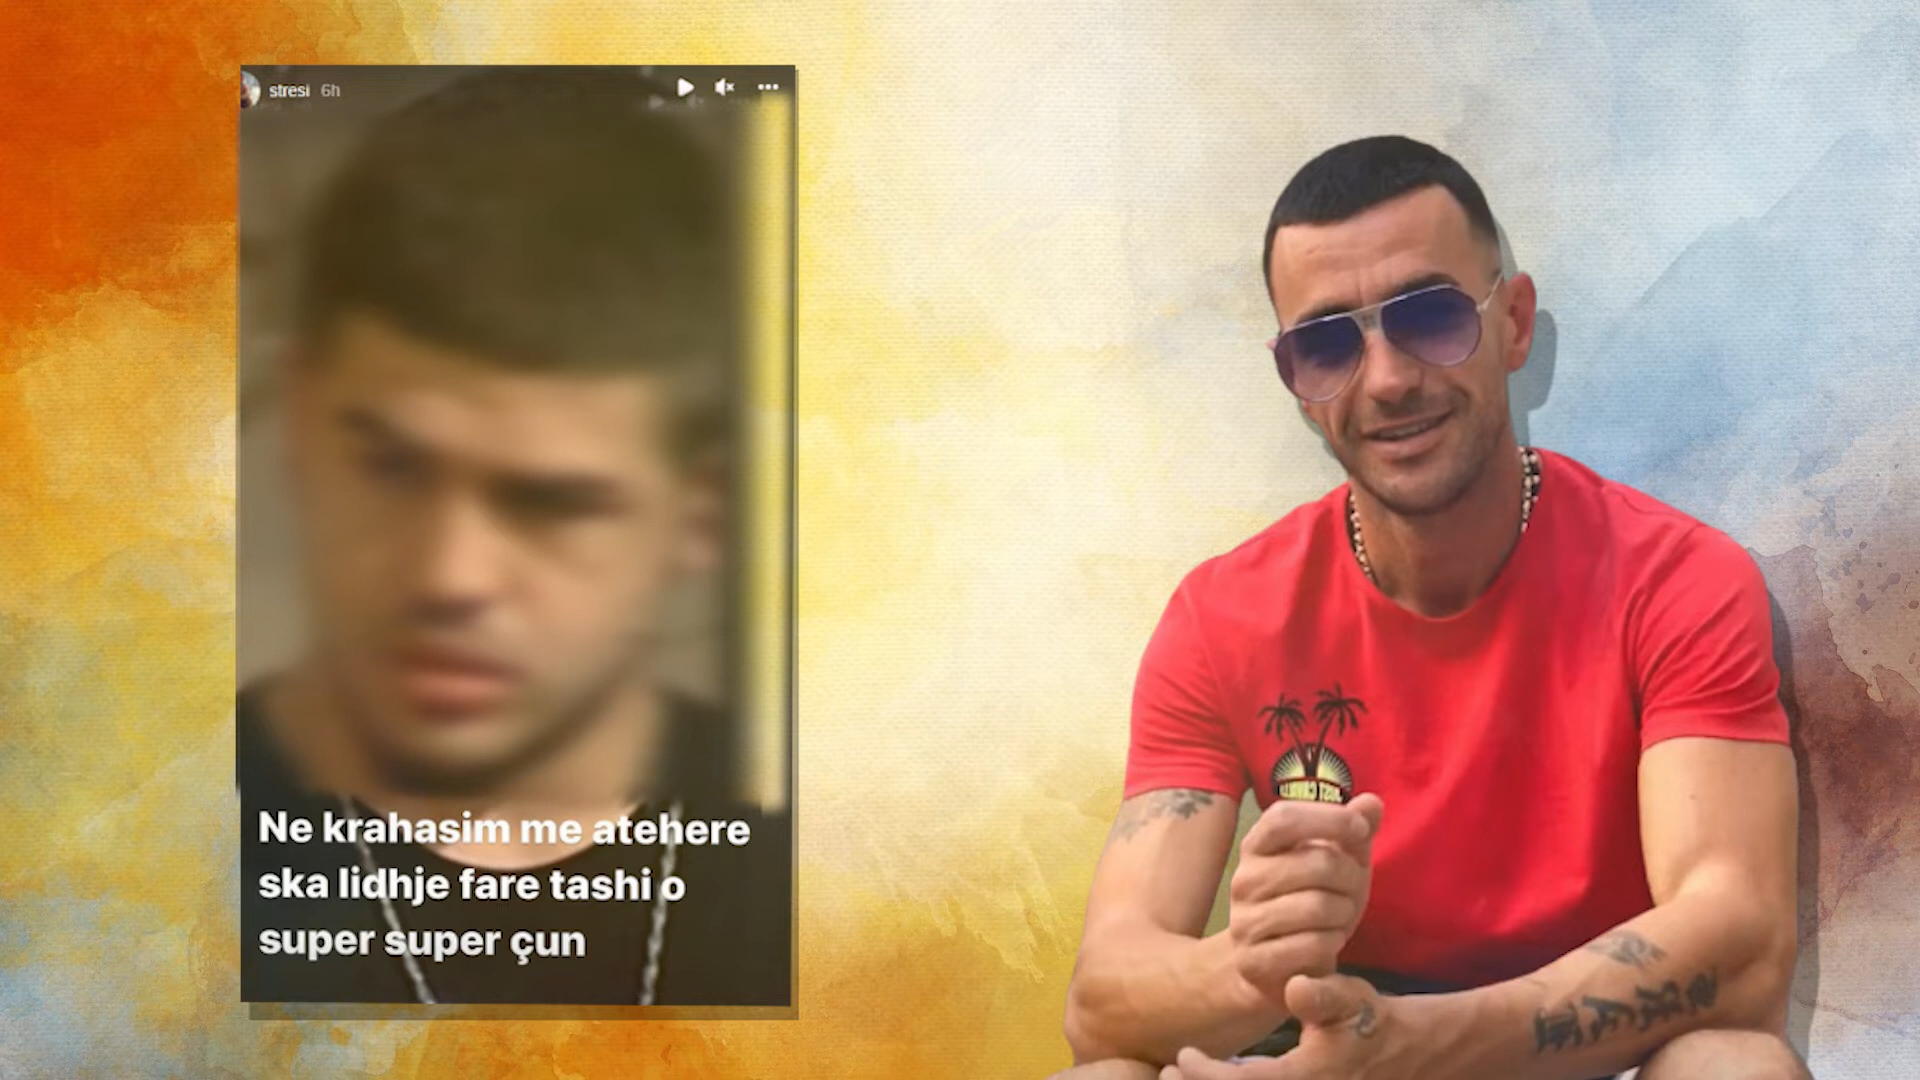 stresi 6h
Ne krahasim me atehere
ska lidhje fare tashi o
super super çun